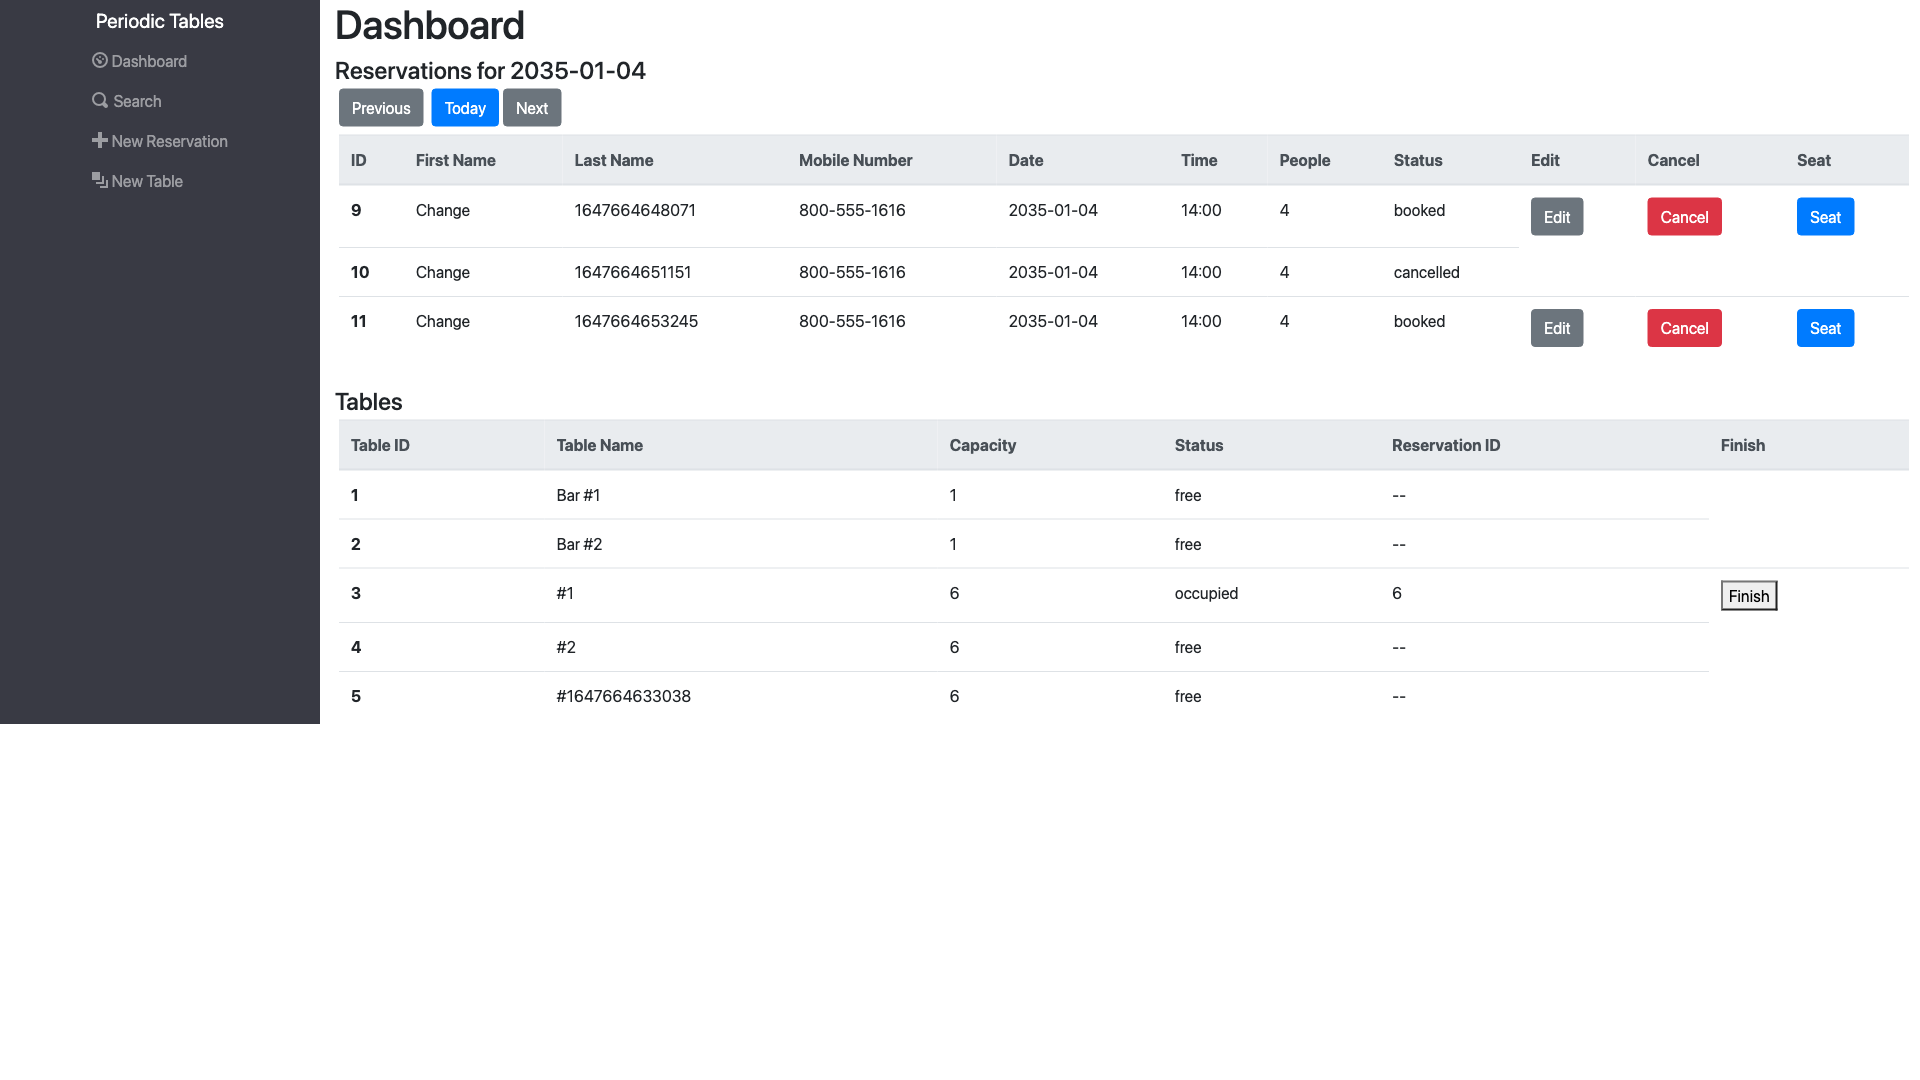 Periodic Tables
Dashboard
Search
New Reservation
New Table
Dashboard
Reservations for 2035-01-04
Previous Today Next
ID First Name Last Name Mobile Number Date Time People Status Edit Cancel Seat
9 Change 1647664648071 800-555-1616 2035-01-04 14:00 4 booked Edit Cancel Seat
10 Change 1647664651151 800-555-1616 2035-01-04 14:00 4 cancelled
11 Change 1647664653245 800-555-1616 2035-01-04 14:00 4 booked Edit Cancel Seat
Tables
Table ID Table Name Capacity Status Reservation ID Finish
1 Bar #1 1 free --
2 Bar #2 1 free --
3 #1 6 occupied 6 Finish
4 #2 6 free --
5 #1647664633038 6 free --